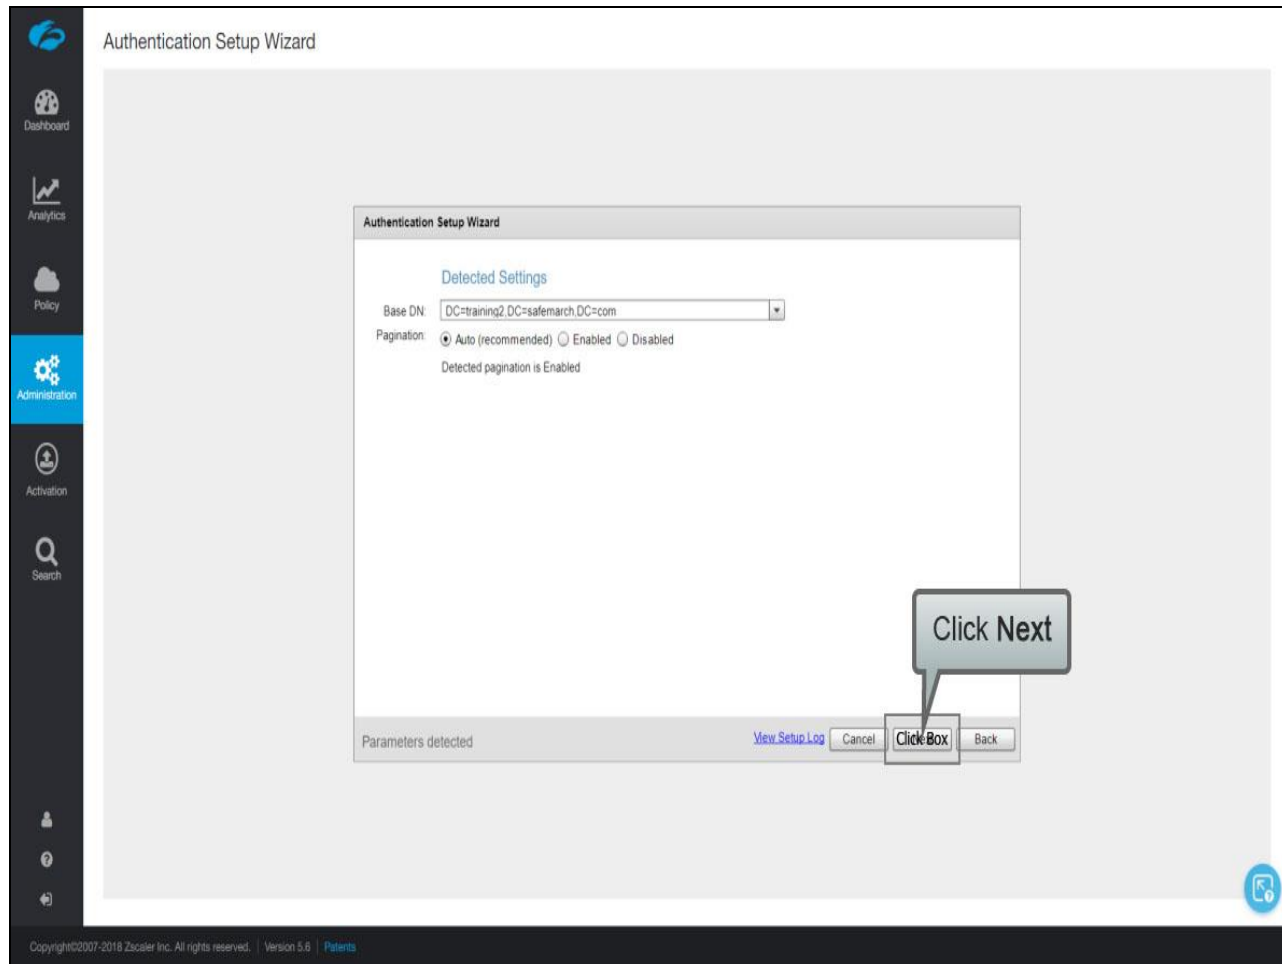 Authentication Setup Wizard
Dashboard
Analytics
Policy
Administration
Activation
Search
Authentication Setup Wizard
Detected Settings
Base DN: DC=training2,DC=safemarch,DC=com
Pagination: Auto (recommended) Enabled Disabled
Detected pagination is Enabled
Click Next
Parameters detected View Setup Log Cancel Click Box Back
Copyright©2007-2018 Zscaler Inc. All rights reserved. | Version 5.6 | Patents